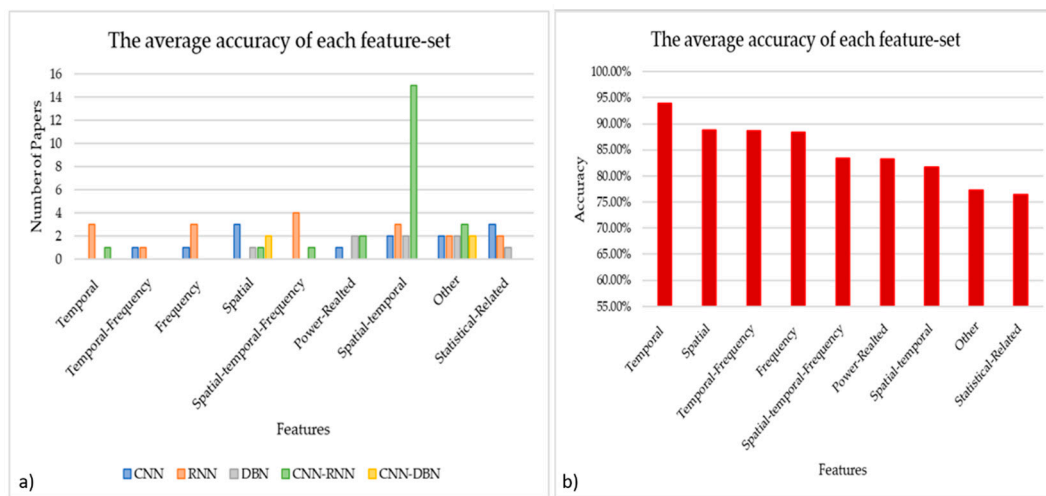 The average accuracy of each feature-set
Number of Papers
16
14
12
10
8
6
4
2
0
Temporal
Temporal-Frequency
Frequency
Spatial
Spatial-temporal-Frequency
Power-Realted
Spatial-temporal
Other
Statistical-Related
Features
CNN RNN DBN CNN-RNN CNN-DBN
a)
The average accuracy of each feature-set
Accuracy
100.00%
95.00%
90.00%
85.00%
80.00%
75.00%
70.00%
65.00%
60.00%
55.00%
Temporal
Spatial
Temporal-Frequency
Frequency
Spatial-temporal-Frequency
Power-Realted
Spatial-temporal
Other
Statistical-Related
Features
b)